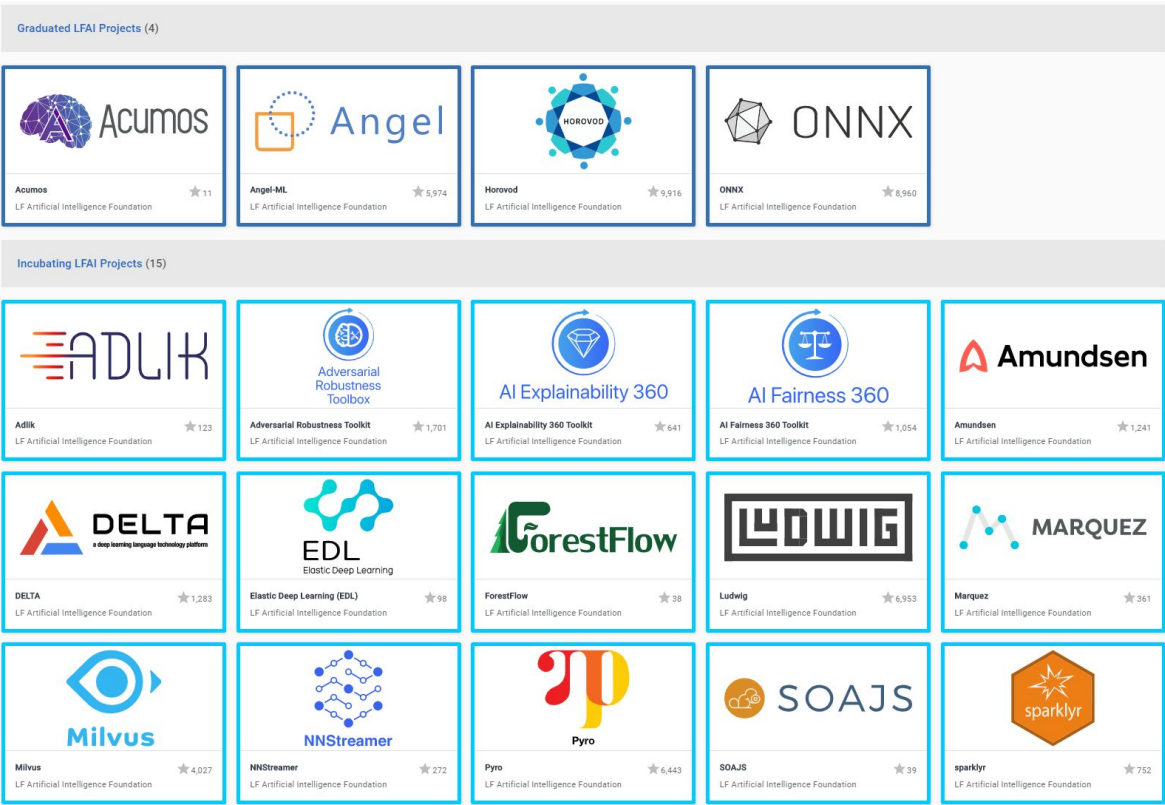 Graduated LFAI Projects (4)
Acumos
Angel
HOROVOD
ONNX
Acumos
11
LF Artificial Intelligence Foundation
Angel-ML
5,974
LF Artificial Intelligence Foundation
Horovod
9,916
LF Artificial Intelligence Foundation
ONNX
8,960
LF Artificial Intelligence Foundation
Incubating LFAI Projects (15)
ADLIK
Adversarial
Robustness
Toolbox
AI Explainability 360
AI Fairness 360
Amundsen
Adlik
123
LF Artificial Intelligence Foundation
Adversarial Robustness Toolkit
1,701
LF Artificial Intelligence Foundation
AI Explainability 360 Toolkit
641
LF Artificial Intelligence Foundation
AI Fairness 360 Toolkit
1,054
LF Artificial Intelligence Foundation
Amundsen
1,241
LF Artificial Intelligence Foundation
DELTA
a deep learning language technology platform
EDL
Elastic Deep Learning
ForestFlow
LUDWIG
MARQUEZ
DELTA
1,283
LF Artificial Intelligence Foundation
Elastic Deep Learning (EDL)
98
LF Artificial Intelligence Foundation
ForestFlow
38
LF Artificial Intelligence Foundation
Ludwig
6,953
LF Artificial Intelligence Foundation
Marquez
361
LF Artificial Intelligence Foundation
Milvus
NNStreamer
Pyro
SOAJS
sparklyr
Milvus
4,027
LF Artificial Intelligence Foundation
NNStreamer
272
LF Artificial Intelligence Foundation
Pyro
6,443
LF Artificial Intelligence Foundation
SOAJS
39
LF Artificial Intelligence Foundation
sparklyr
752
LF Artificial Intelligence Foundation